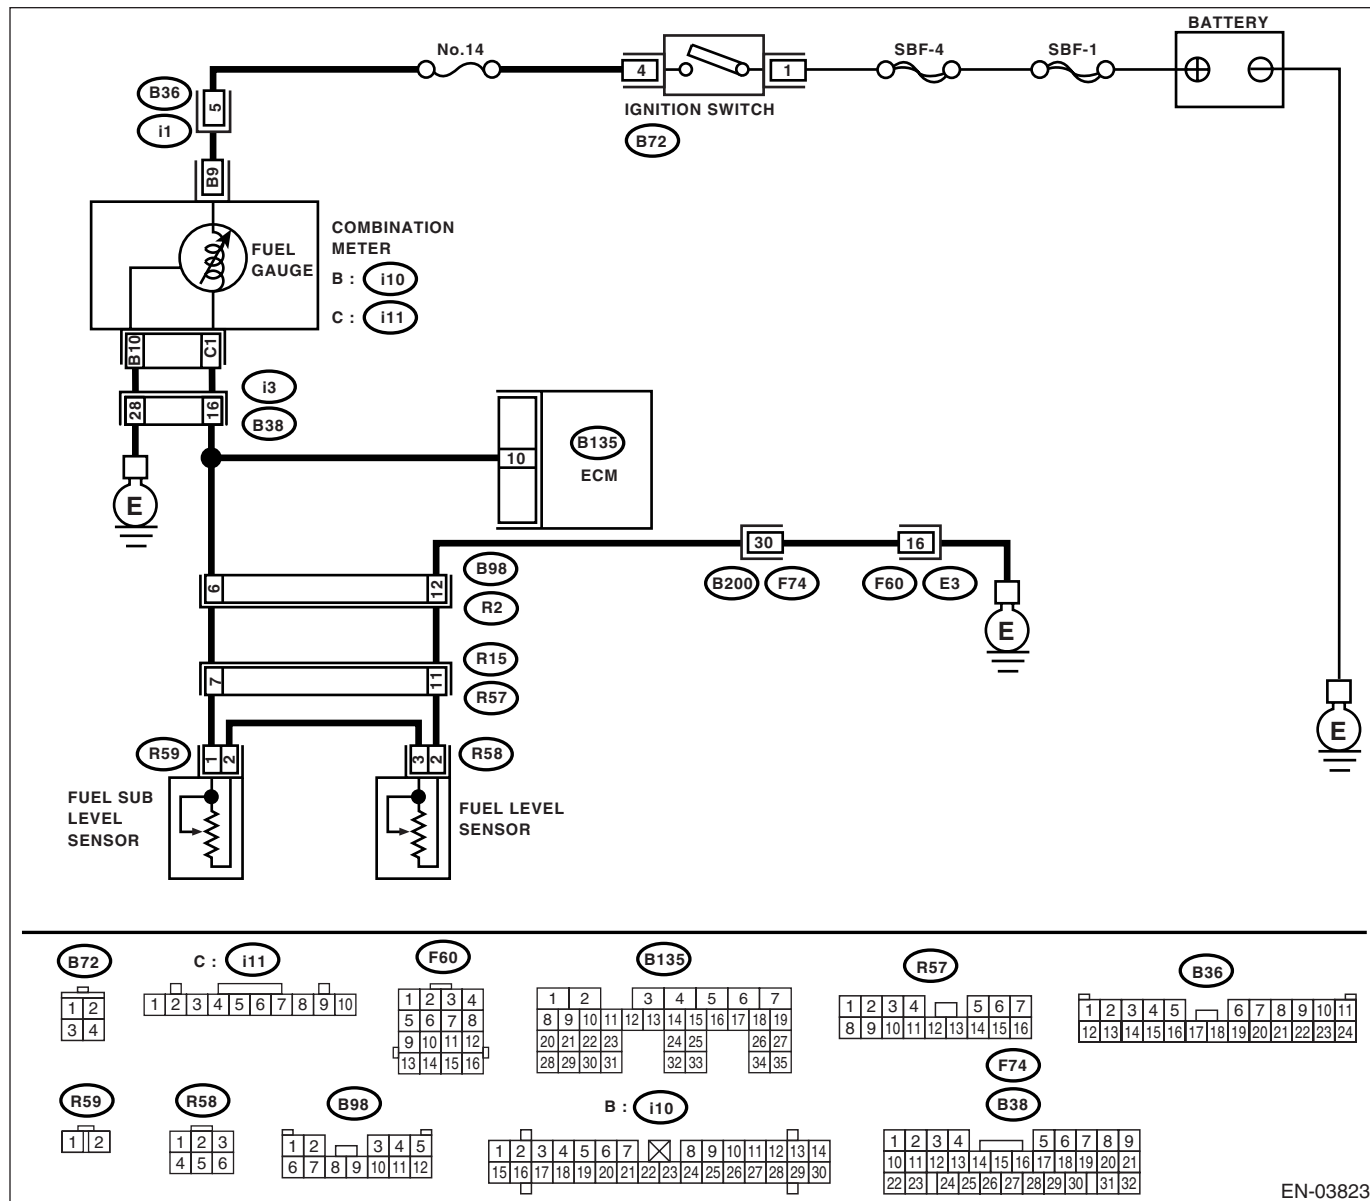 BATTERY
No.14
SBF-4
SBF-1
4
1
IGNITION SWITCH
B72
B36
5
i1
B9
FUEL
GAUGE
COMBINATION
METER
B : i10
C : i11
B10
C1
i3
28
16
B38
B135
10
ECM
E
30
16
B200
F74
F60
E3
E
6
12
B98
R2
7
11
R15
R57
R59
1
2
3
2
R58
FUEL SUB
LEVEL
SENSOR
FUEL LEVEL
SENSOR
E
B72
1 2
3 4
C : i11
1 2 3 4 5 6 7 8 9 10
F60
1 2 3 4
5 6 7 8
9 10 11 12
13 14 15 16
B135
1 2 3 4 5 6 7
8 9 10 11 12 13 14 15 16 17 18 19
20 21 22 23 24 25 26 27
28 29 30 31 32 33 34 35
R57
1 2 3 4 5 6 7
8 9 10 11 12 13 14 15 16
B36
1 2 3 4 5 6 7 8 9 10 11
12 13 14 15 16 17 18 19 20 21 22 23 24
R59
1 2
R58
1 2 3
4 5 6
B98
1 2 3 4 5
6 7 8 9 10 11 12
B : i10
1 2 3 4 5 6 7 8 9 10 11 12 13 14
15 16 17 18 19 20 21 22 23 24 25 26 27 28 29 30
F74
B38
1 2 3 4 5 6 7 8 9
10 11 12 13 14 15 16 17 18 19 20 21
22 23 24 25 26 27 28 29 30 31 32
EN-03823